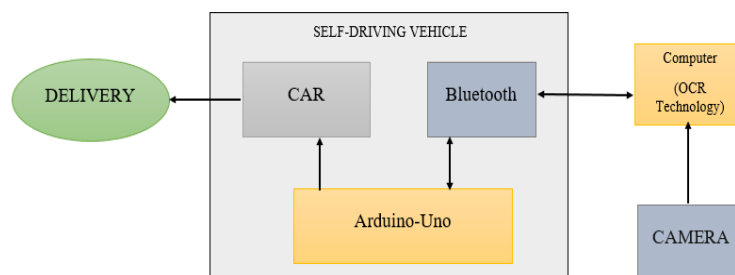 SELF-DRIVING VEHICLE
DELIVERY
CAR
Bluetooth
Computer
(OCR
Technology)
Arduino-Uno
CAMERA